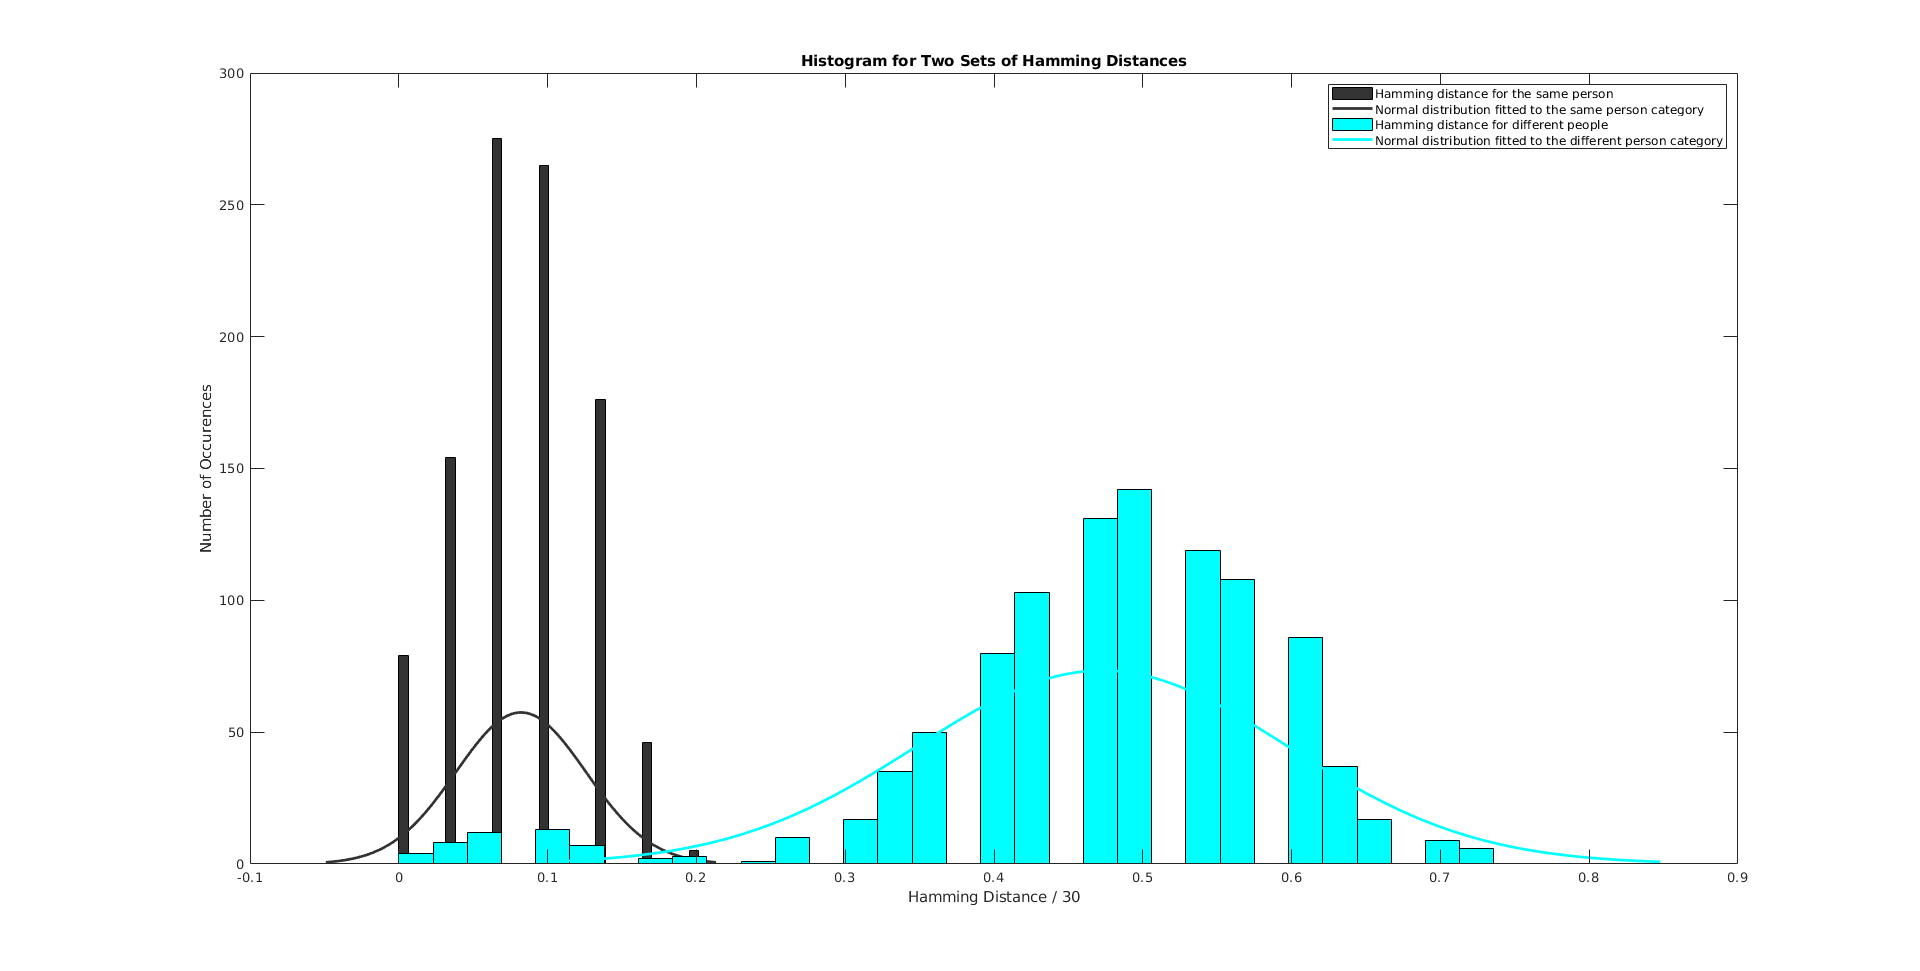 Histogram for Two Sets of Hamming Distances
300
250
200
150
100
50
0
Number of Occurences
Hamming distance for the same person
Normal distribution fitted to the same person category
Hamming distance for different people
Normal distribution fitted to the different person category
-0.1 0 0.1 0.2 0.3 0.4 0.5 0.6 0.7 0.8 0.9
Hamming Distance / 30